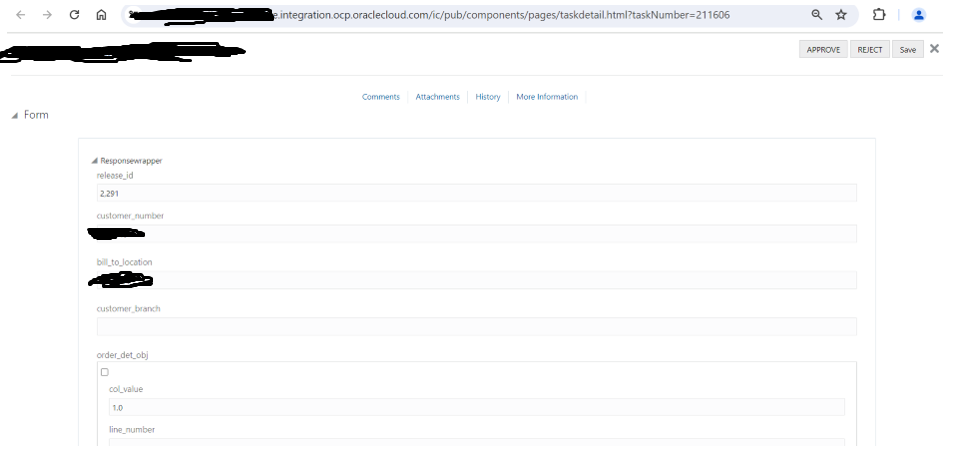 e.integration.ocp.oraclecloud.com/ic/pub/components/pages/taskdetail.html?taskNumber=211606
APPROVE REJECT Save
Comments Attachments History More Information
Form
Responsewrapper
release_id
2,291
customer_number
bill_to_location
customer_branch
order_det_obj
col_value
1.0
line_number